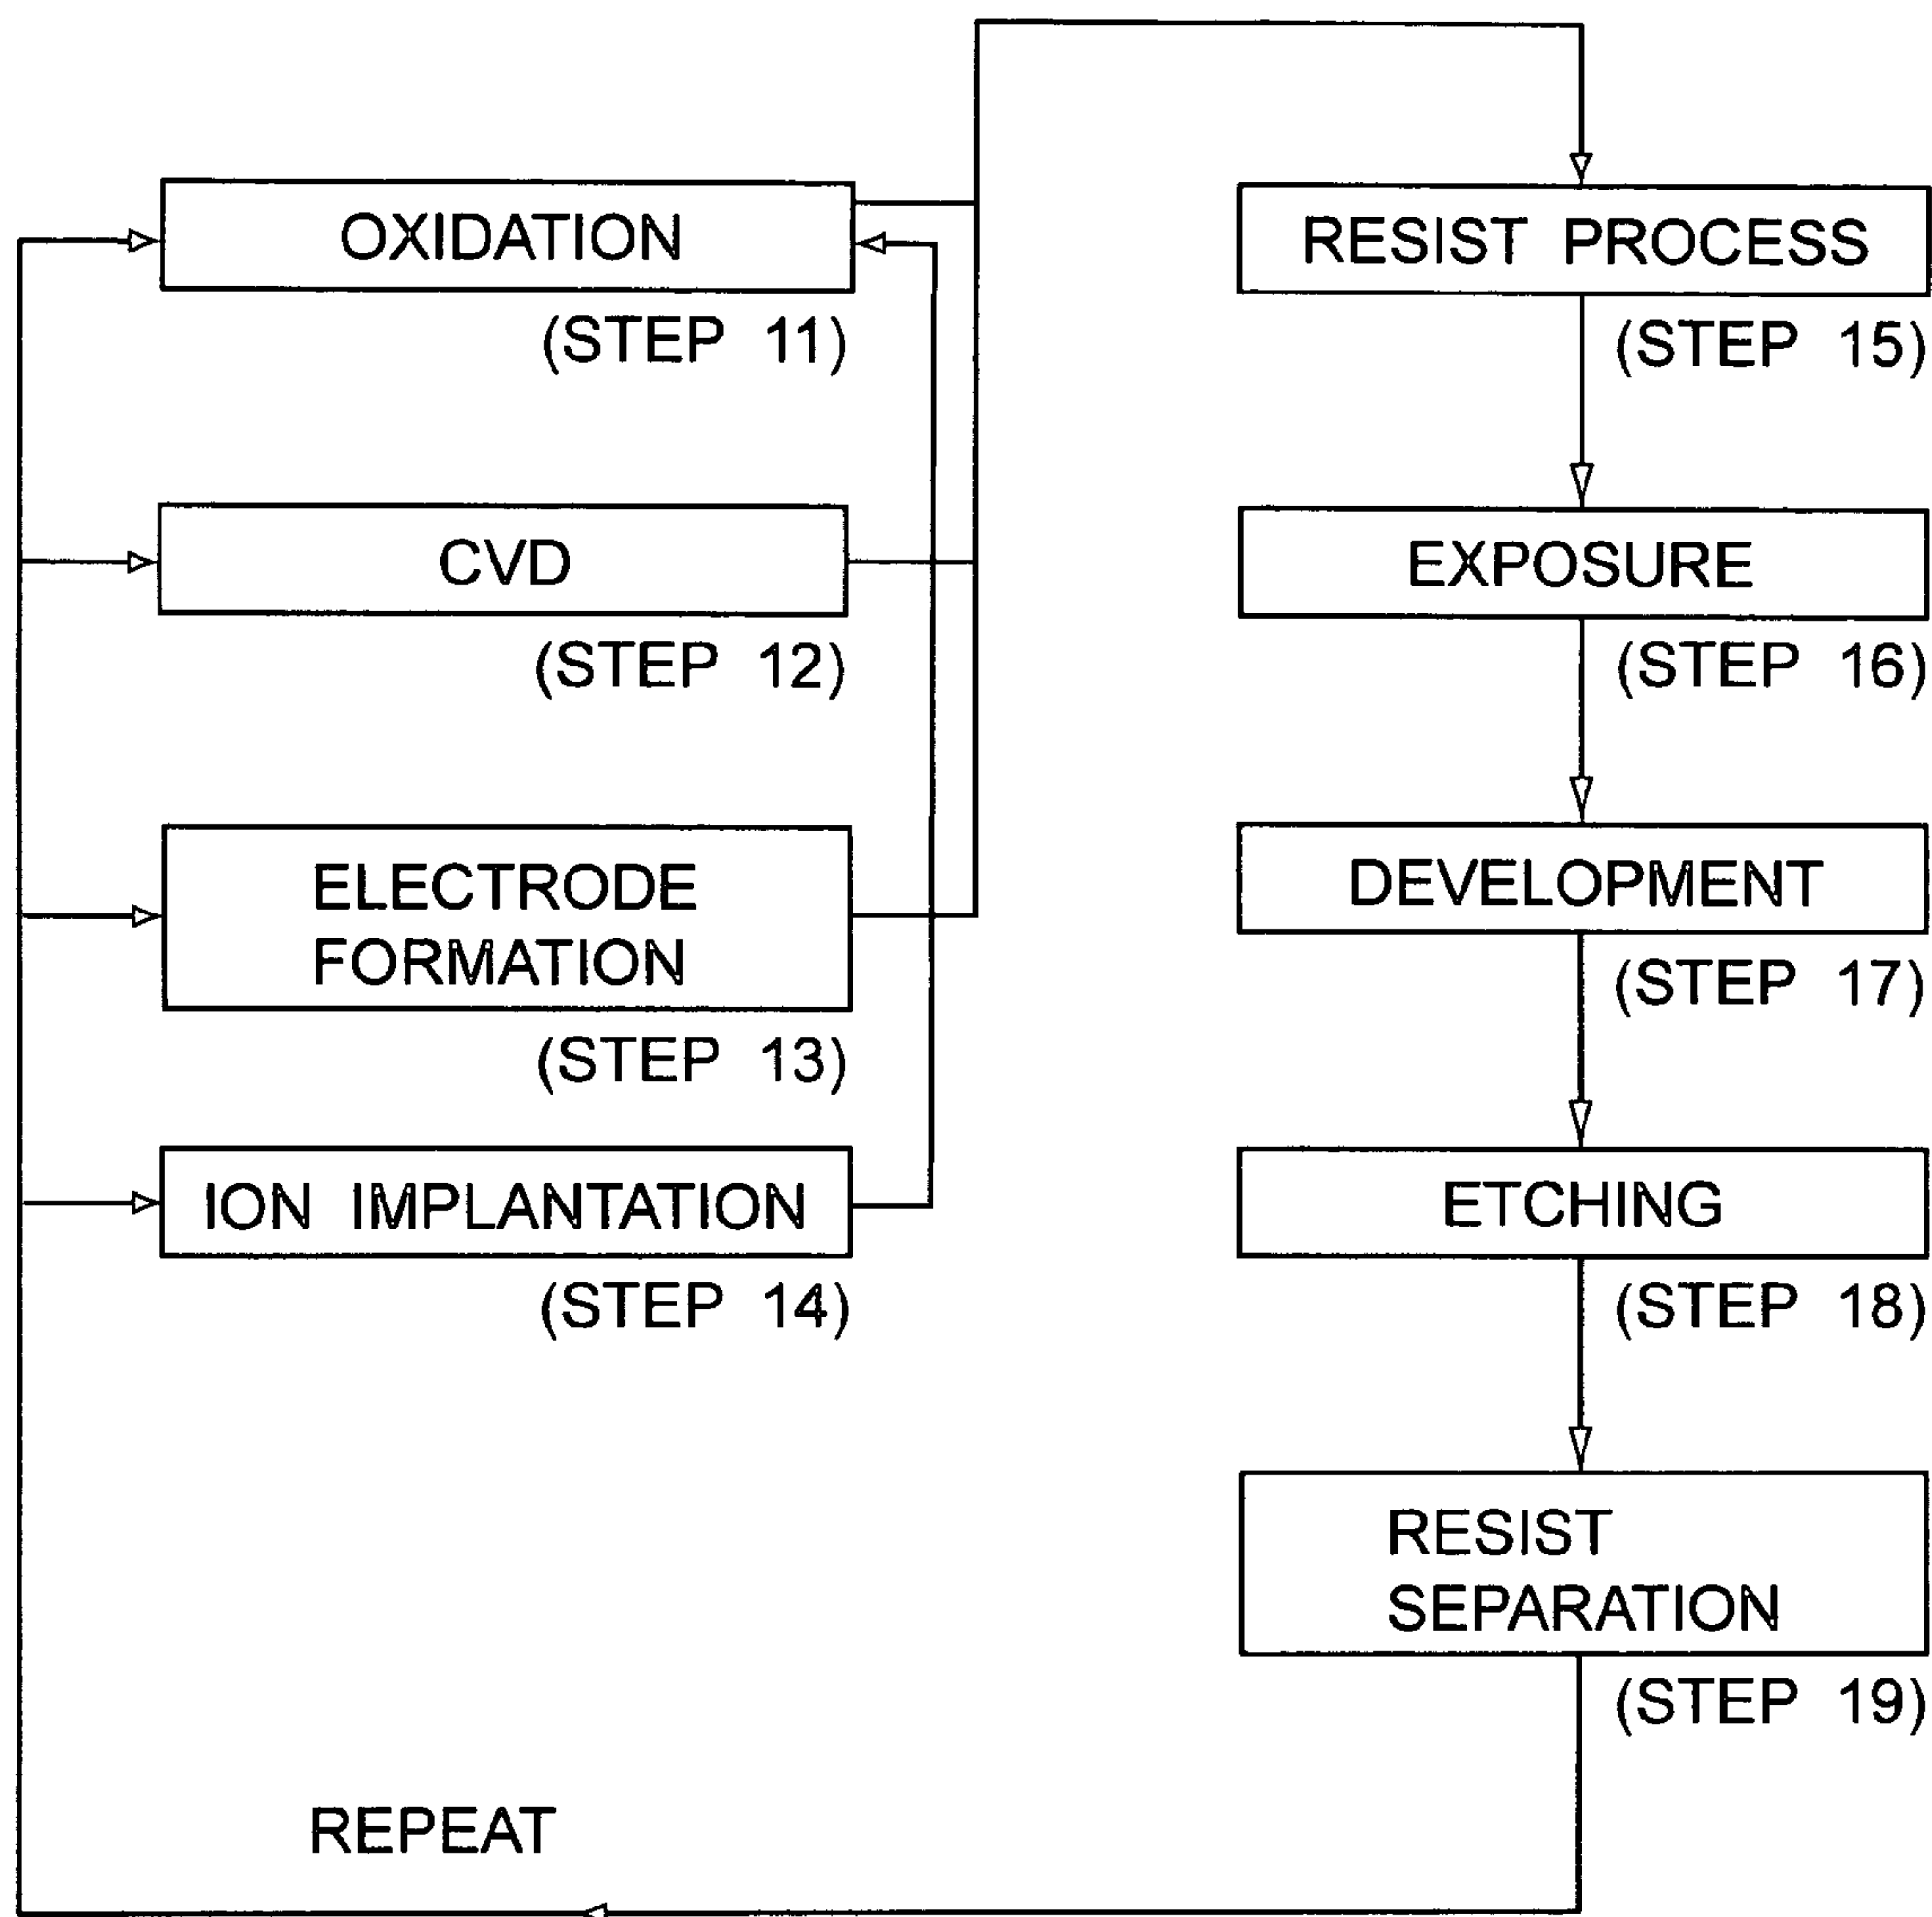 OXIDATION
(STEP 11)
CVD
(STEP 12)
ELECTRODE
FORMATION
(STEP 13)
ION IMPLANTATION
(STEP 14)
RESIST PROCESS
(STEP 15)
EXPOSURE
(STEP 16)
DEVELOPMENT
(STEP 17)
ETCHING
(STEP 18)
RESIST
SEPARATION
(STEP 19)
REPEAT